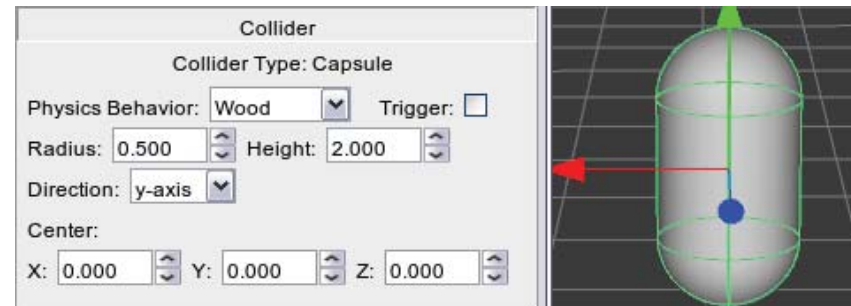 Collider
Collider Type: Capsule
Physics Behavior: Wood Trigger:
Radius: 0.500 Height: 2.000
Direction: y-axis
Center:
X: 0.000 Y: 0.000 Z: 0.000